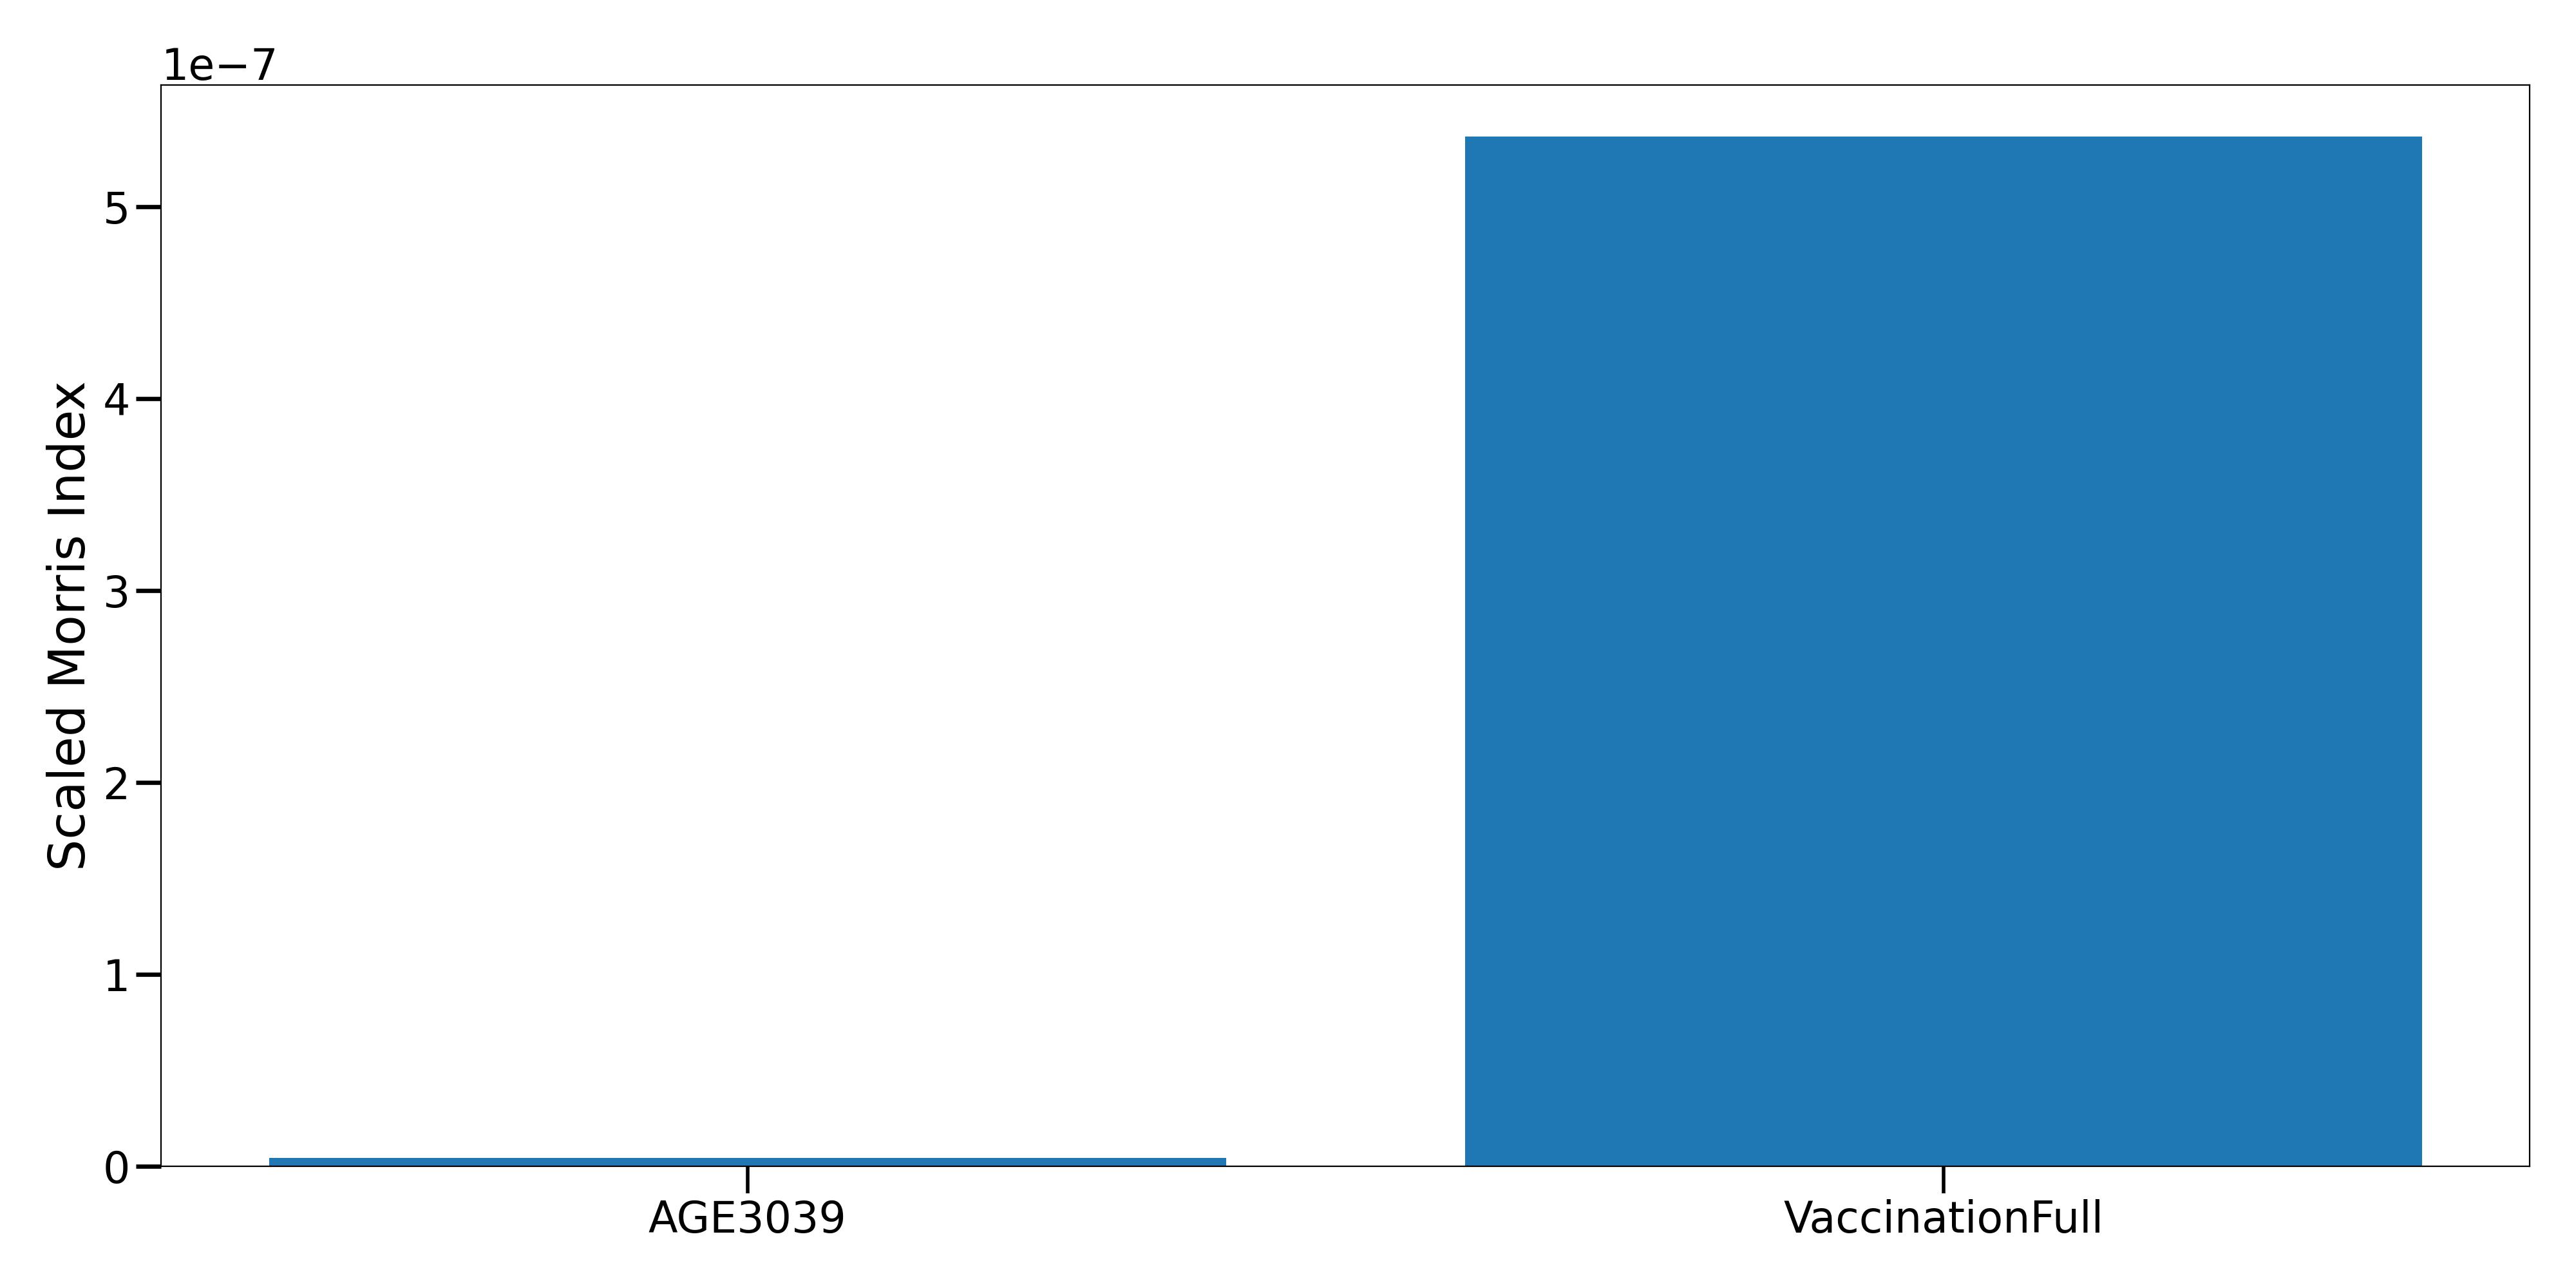 1e−7
Scaled Morris Index
5
4
3
2
1
0
AGE3039
VaccinationFull